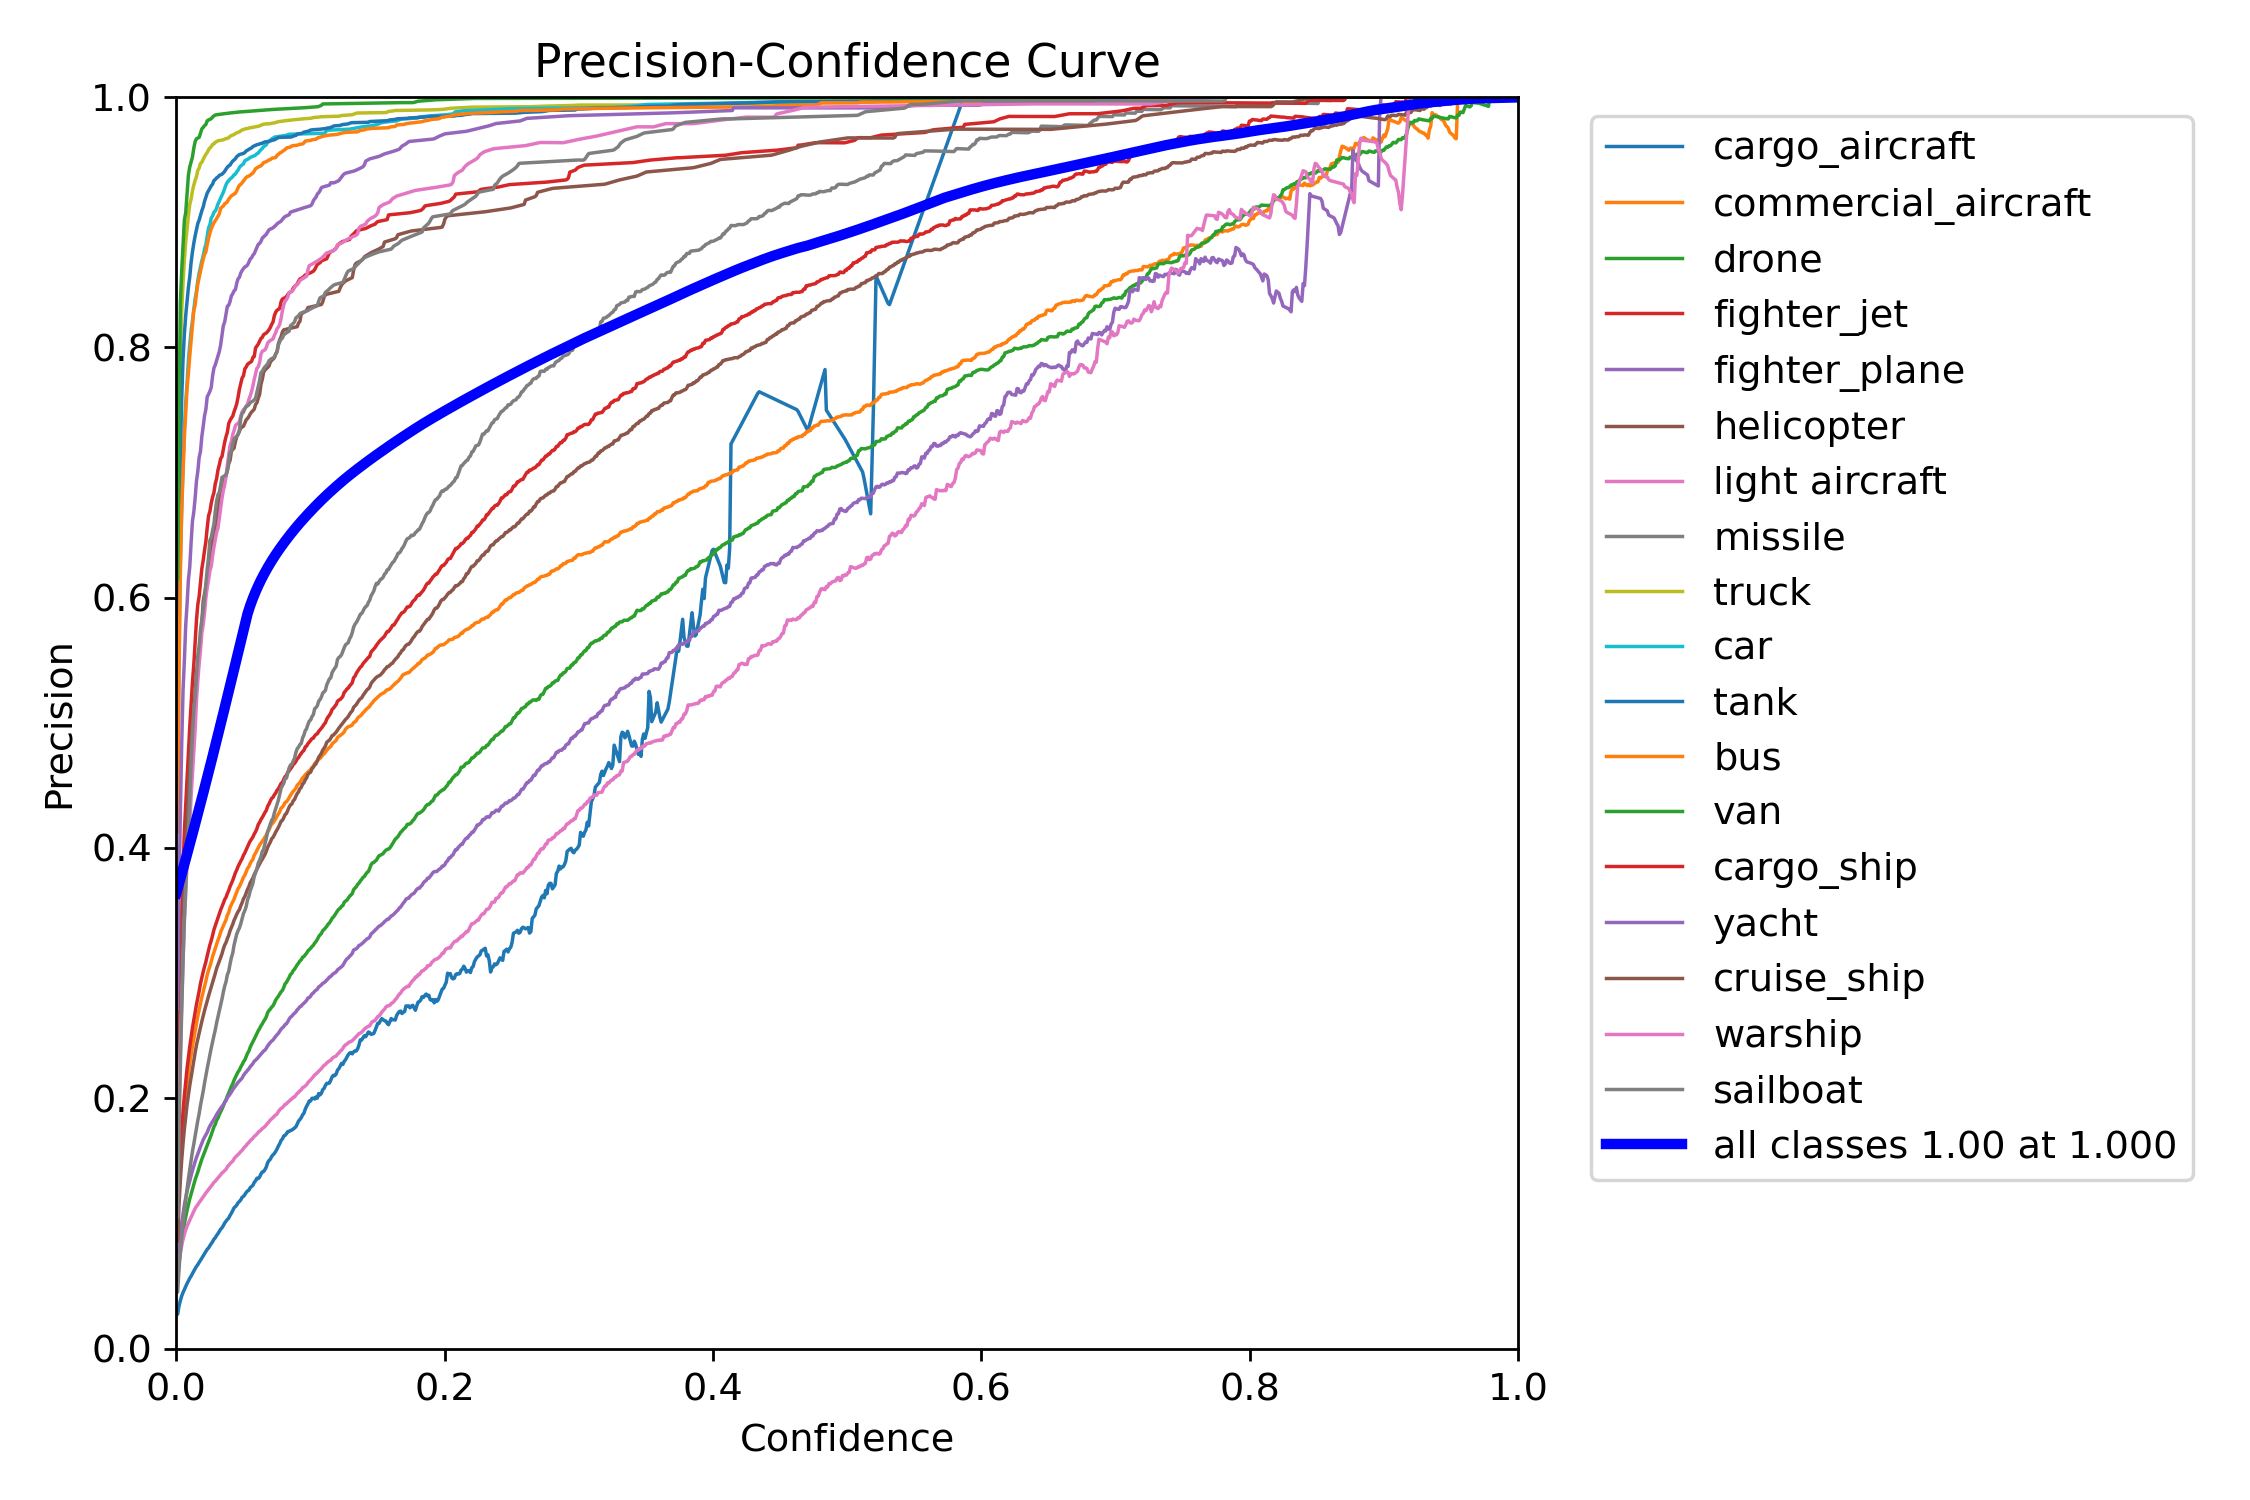 Precision-Confidence Curve
1.0
0.8
0.6
0.4
0.2
0.0
Precision
0.0 0.2 0.4 0.6 0.8 1.0
Confidence
cargo_aircraft
commercial_aircraft
drone
fighter_jet
fighter_plane
helicopter
light aircraft
missile
truck
car
tank
bus
van
cargo_ship
yacht
cruise_ship
warship
sailboat
all classes 1.00 at 1.000